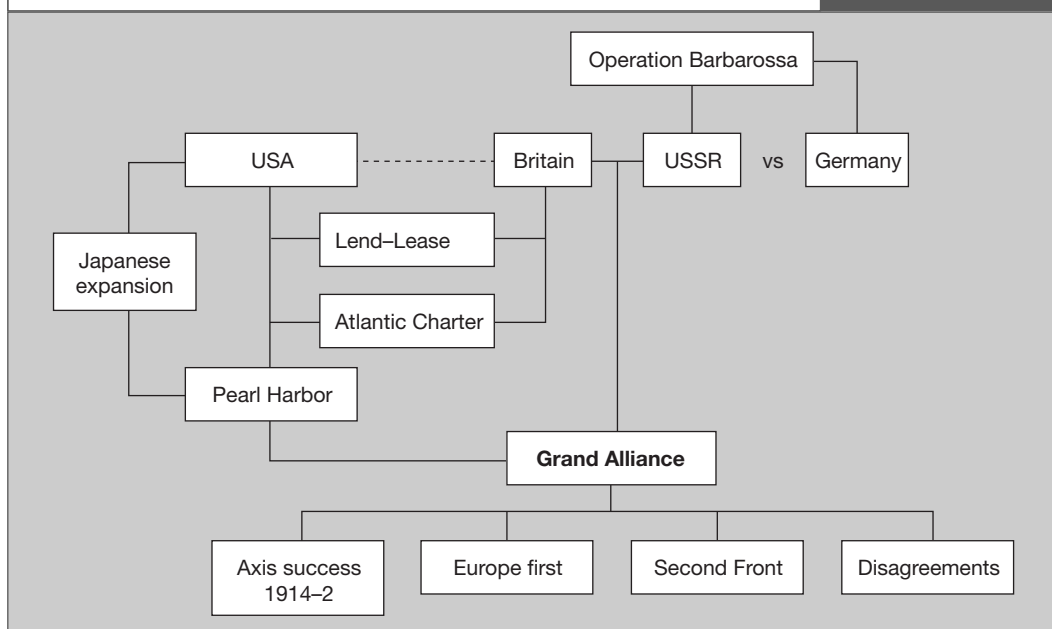 Operation Barbarossa
USA
Britain
USSR
vs
Germany
Lend–Lease
Japanese
expansion
Atlantic Charter
Pearl Harbor
Grand Alliance
Axis success
1914–2
Europe first
Second Front
Disagreements